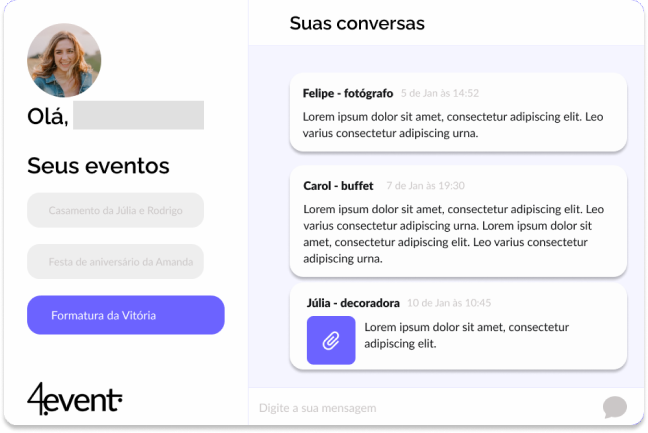 Olá,
Seus eventos
Casamento da Júlia e Rodrigo
Festa de aniversário da Amanda
Formatura da Vitória
4.event
Suas conversas
Felipe - fotógrafo 5 de Jan às 14:52
Lorem ipsum dolor sit amet, consectetur adipiscing elit. Leo
varius consectetur adipiscing urna.
Carol - buffet 7 de Jan às 19:30
Lorem ipsum dolor sit amet, consectetur adipiscing elit. Leo
varius consectetur adipiscing urna. Lorem ipsum dolor sit
amet, consectetur adipiscing elit. Leo varius consectetur
adipiscing urna.
Júlia - decoradora 10 de Jan às 10:45
Lorem ipsum dolor sit amet, consectetur
adipiscing elit.
Digite a sua mensagem